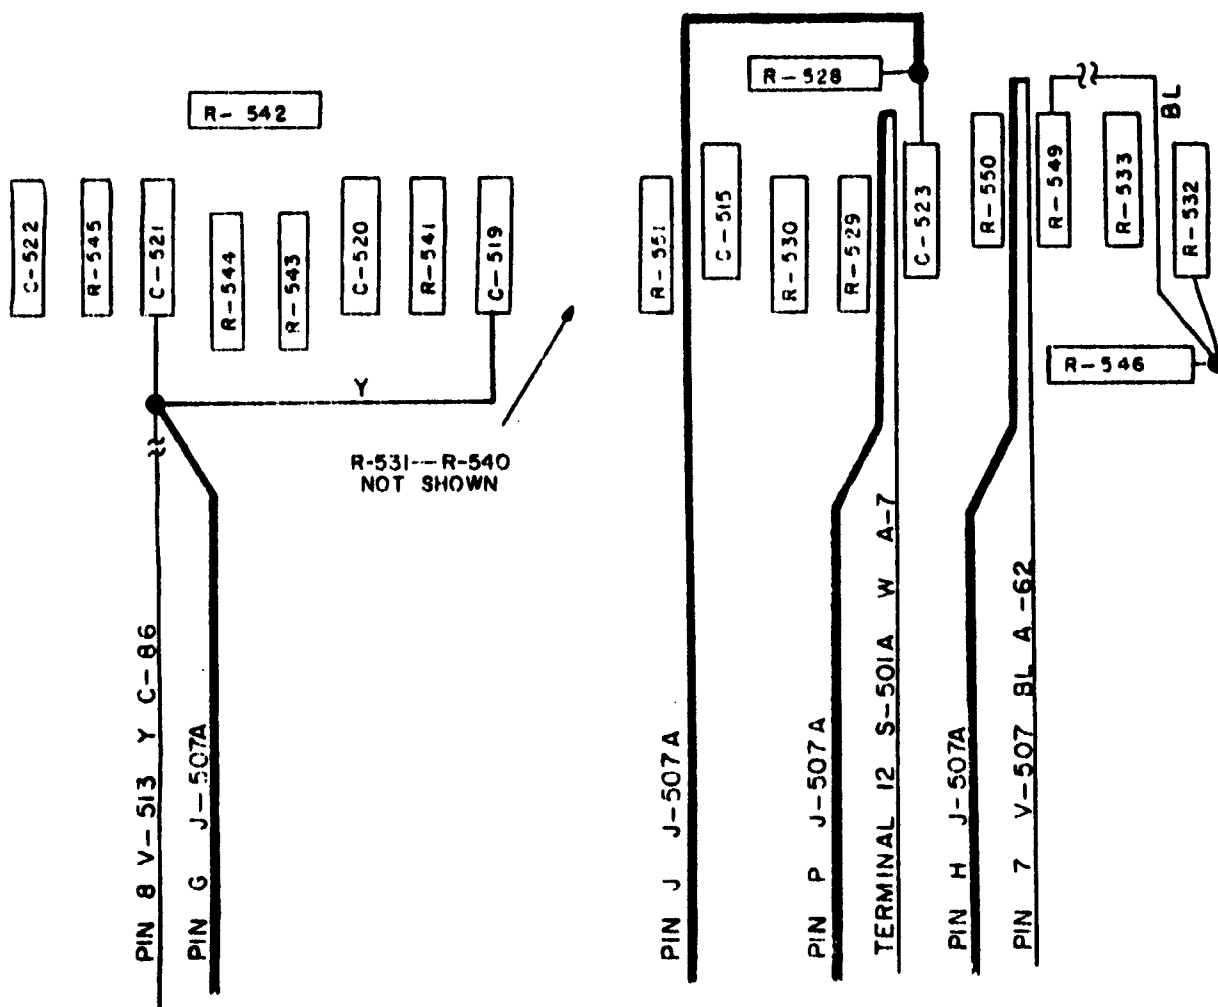 R-528
R- 542
BL
C-522
R-545
C-521
R-544
R-543
C-520
R-541
C-519
R-551
C-515
R-530
R-529
C-523
R-550
R-549
R-533
R-532
R-546
Y
R-531---R-540
NOT SHOWN
PIN 8 V-513 Y C-86
PIN G J-507A
PIN J J-507A
PIN P J-507A
TERMINAL 12 S-501A W A-7
PIN H J-507A
PIN 7 V-507 BL A-62